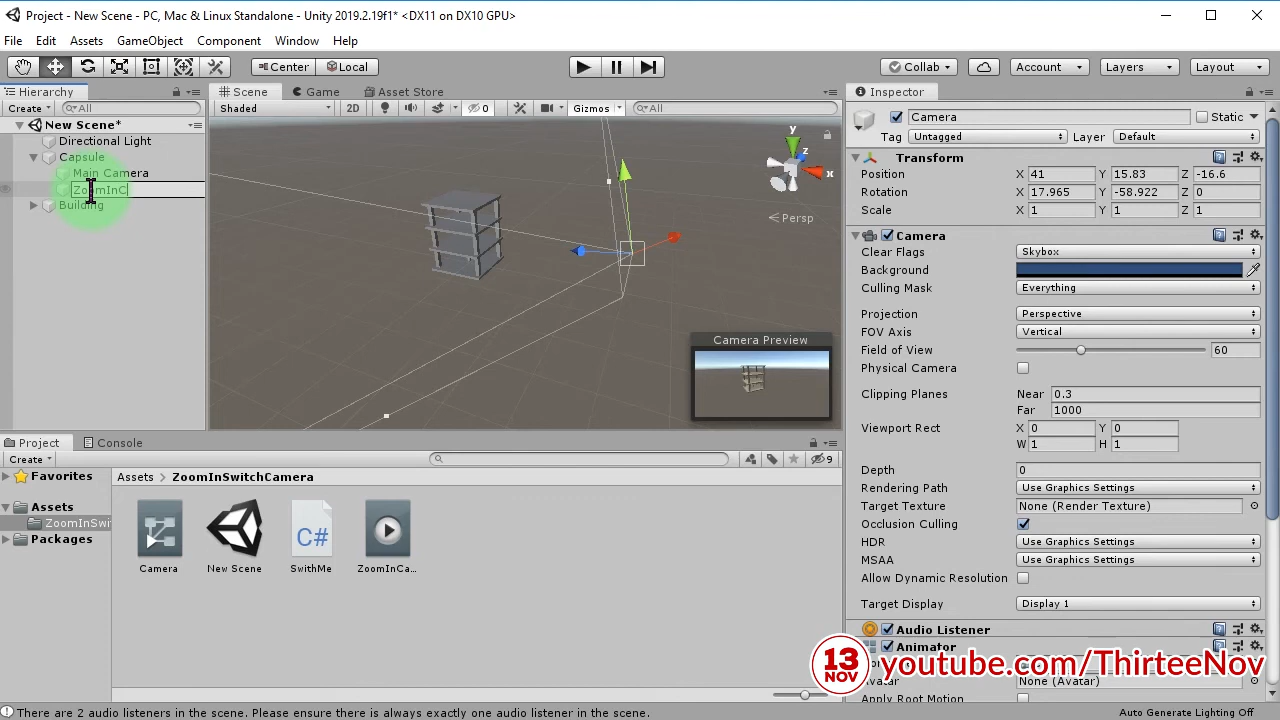 Project - New Scene - PC, Mac & Linux Standalone - Unity 2019.2.19f1* <DX11 on DX10 GPU>
File Edit Assets GameObject Component Window Help
Center Local Collab Account Layers Layout
Hierarchy
Create All
New Scene*
Directional Light
Capsule
Main Camera
ZoomInC
Building
Scene Game Asset Store
Shaded 2D 0 Gizmos All
y
z
x
Persp
Camera Preview
Inspector
Camera Static
Tag Untagged Layer Default
Transform
Position X 41 Y 15.83 Z -16.6
Rotation X 17.965 Y -58.922 Z 0
Scale X 1 Y 1 Z 1
Camera
Clear Flags Skybox
Background
Culling Mask Everything
Projection Perspective
FOV Axis Vertical
Field of View 60
Physical Camera
Clipping Planes Near 0.3
Far 1000
Viewport Rect X 0 Y 0
W 1 H 1
Depth 0
Rendering Path Use Graphics Settings
Target Texture None (Render Texture)
Occlusion Culling
HDR Use Graphics Settings
MSAA Use Graphics Settings
Allow Dynamic Resolution
Target Display Display 1
Audio Listener
Animator
Avatar None (Avatar)
Apply Root Motion
Project Console
Create 9
Favorites
Assets
ZoomInSwi
Packages
Assets > ZoomInSwitchCamera
Camera New Scene SwithMe ZoomInCa...
C#
13
NOV
youtube.com/ThirteeNov
There are 2 audio listeners in the scene. Please ensure there is always exactly one audio listener in the scene.
Auto Generate Lighting Off